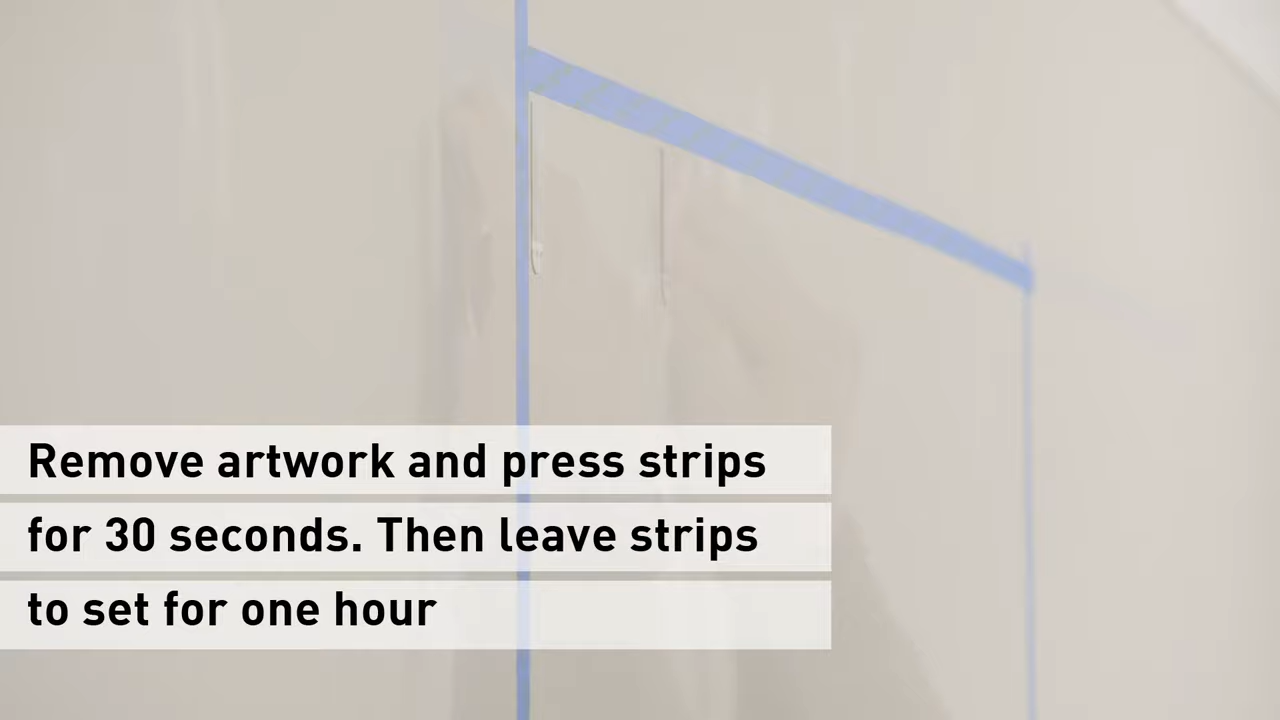 Remove artwork and press strips
for 30 seconds. Then leave strips
to set for one hour